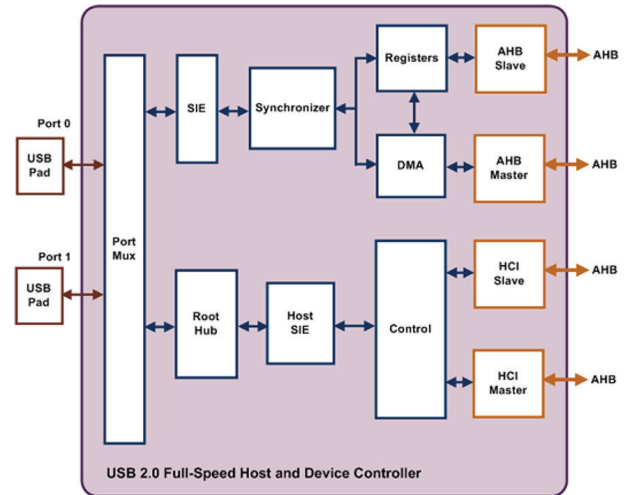 Port 0
USB
Pad
Port 1
USB
Pad
Port
Mux
SIE
Synchronizer
Registers
DMA
AHB
Slave
AHB
AHB
Master
AHB
Root
Hub
Host
SIE
Control
HCI
Slave
AHB
HCI
Master
AHB
USB 2.0 Full-Speed Host and Device Controller